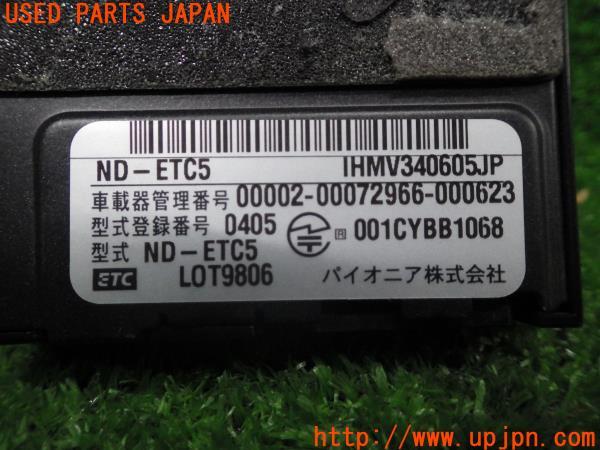 USED PARTS JAPAN
ND-ETC5 IHMV340605JP
車載器管理番号 00002-00072966-000623
型式登録番号 0405 R 001CYBB1068
型式 ND-ETC5
ETC LOT9806 パイオニア株式会社
http://www.upjpn.com/